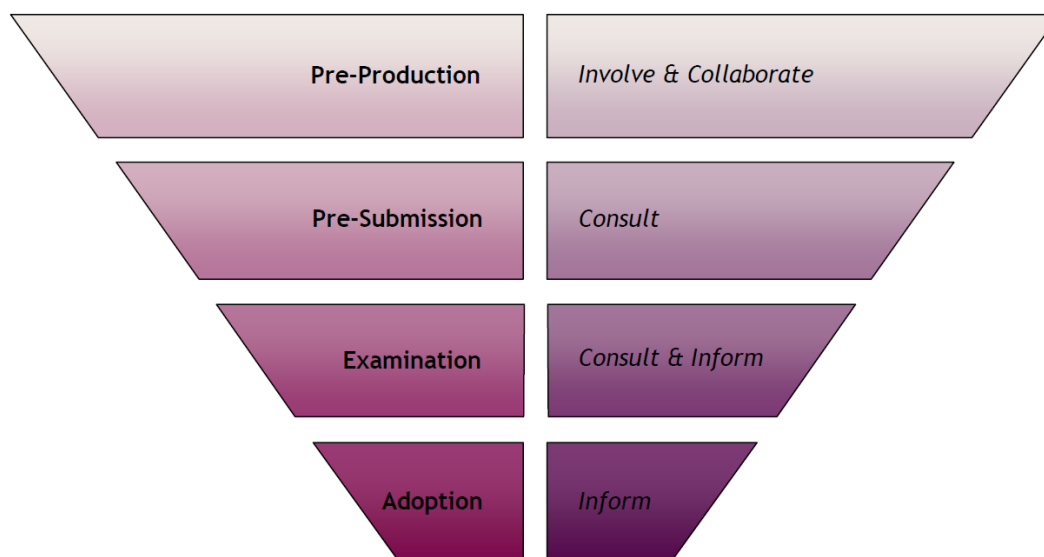 Pre-Production
Involve & Collaborate
Pre-Submission
Consult
Examination
Consult & Inform
Adoption
Inform